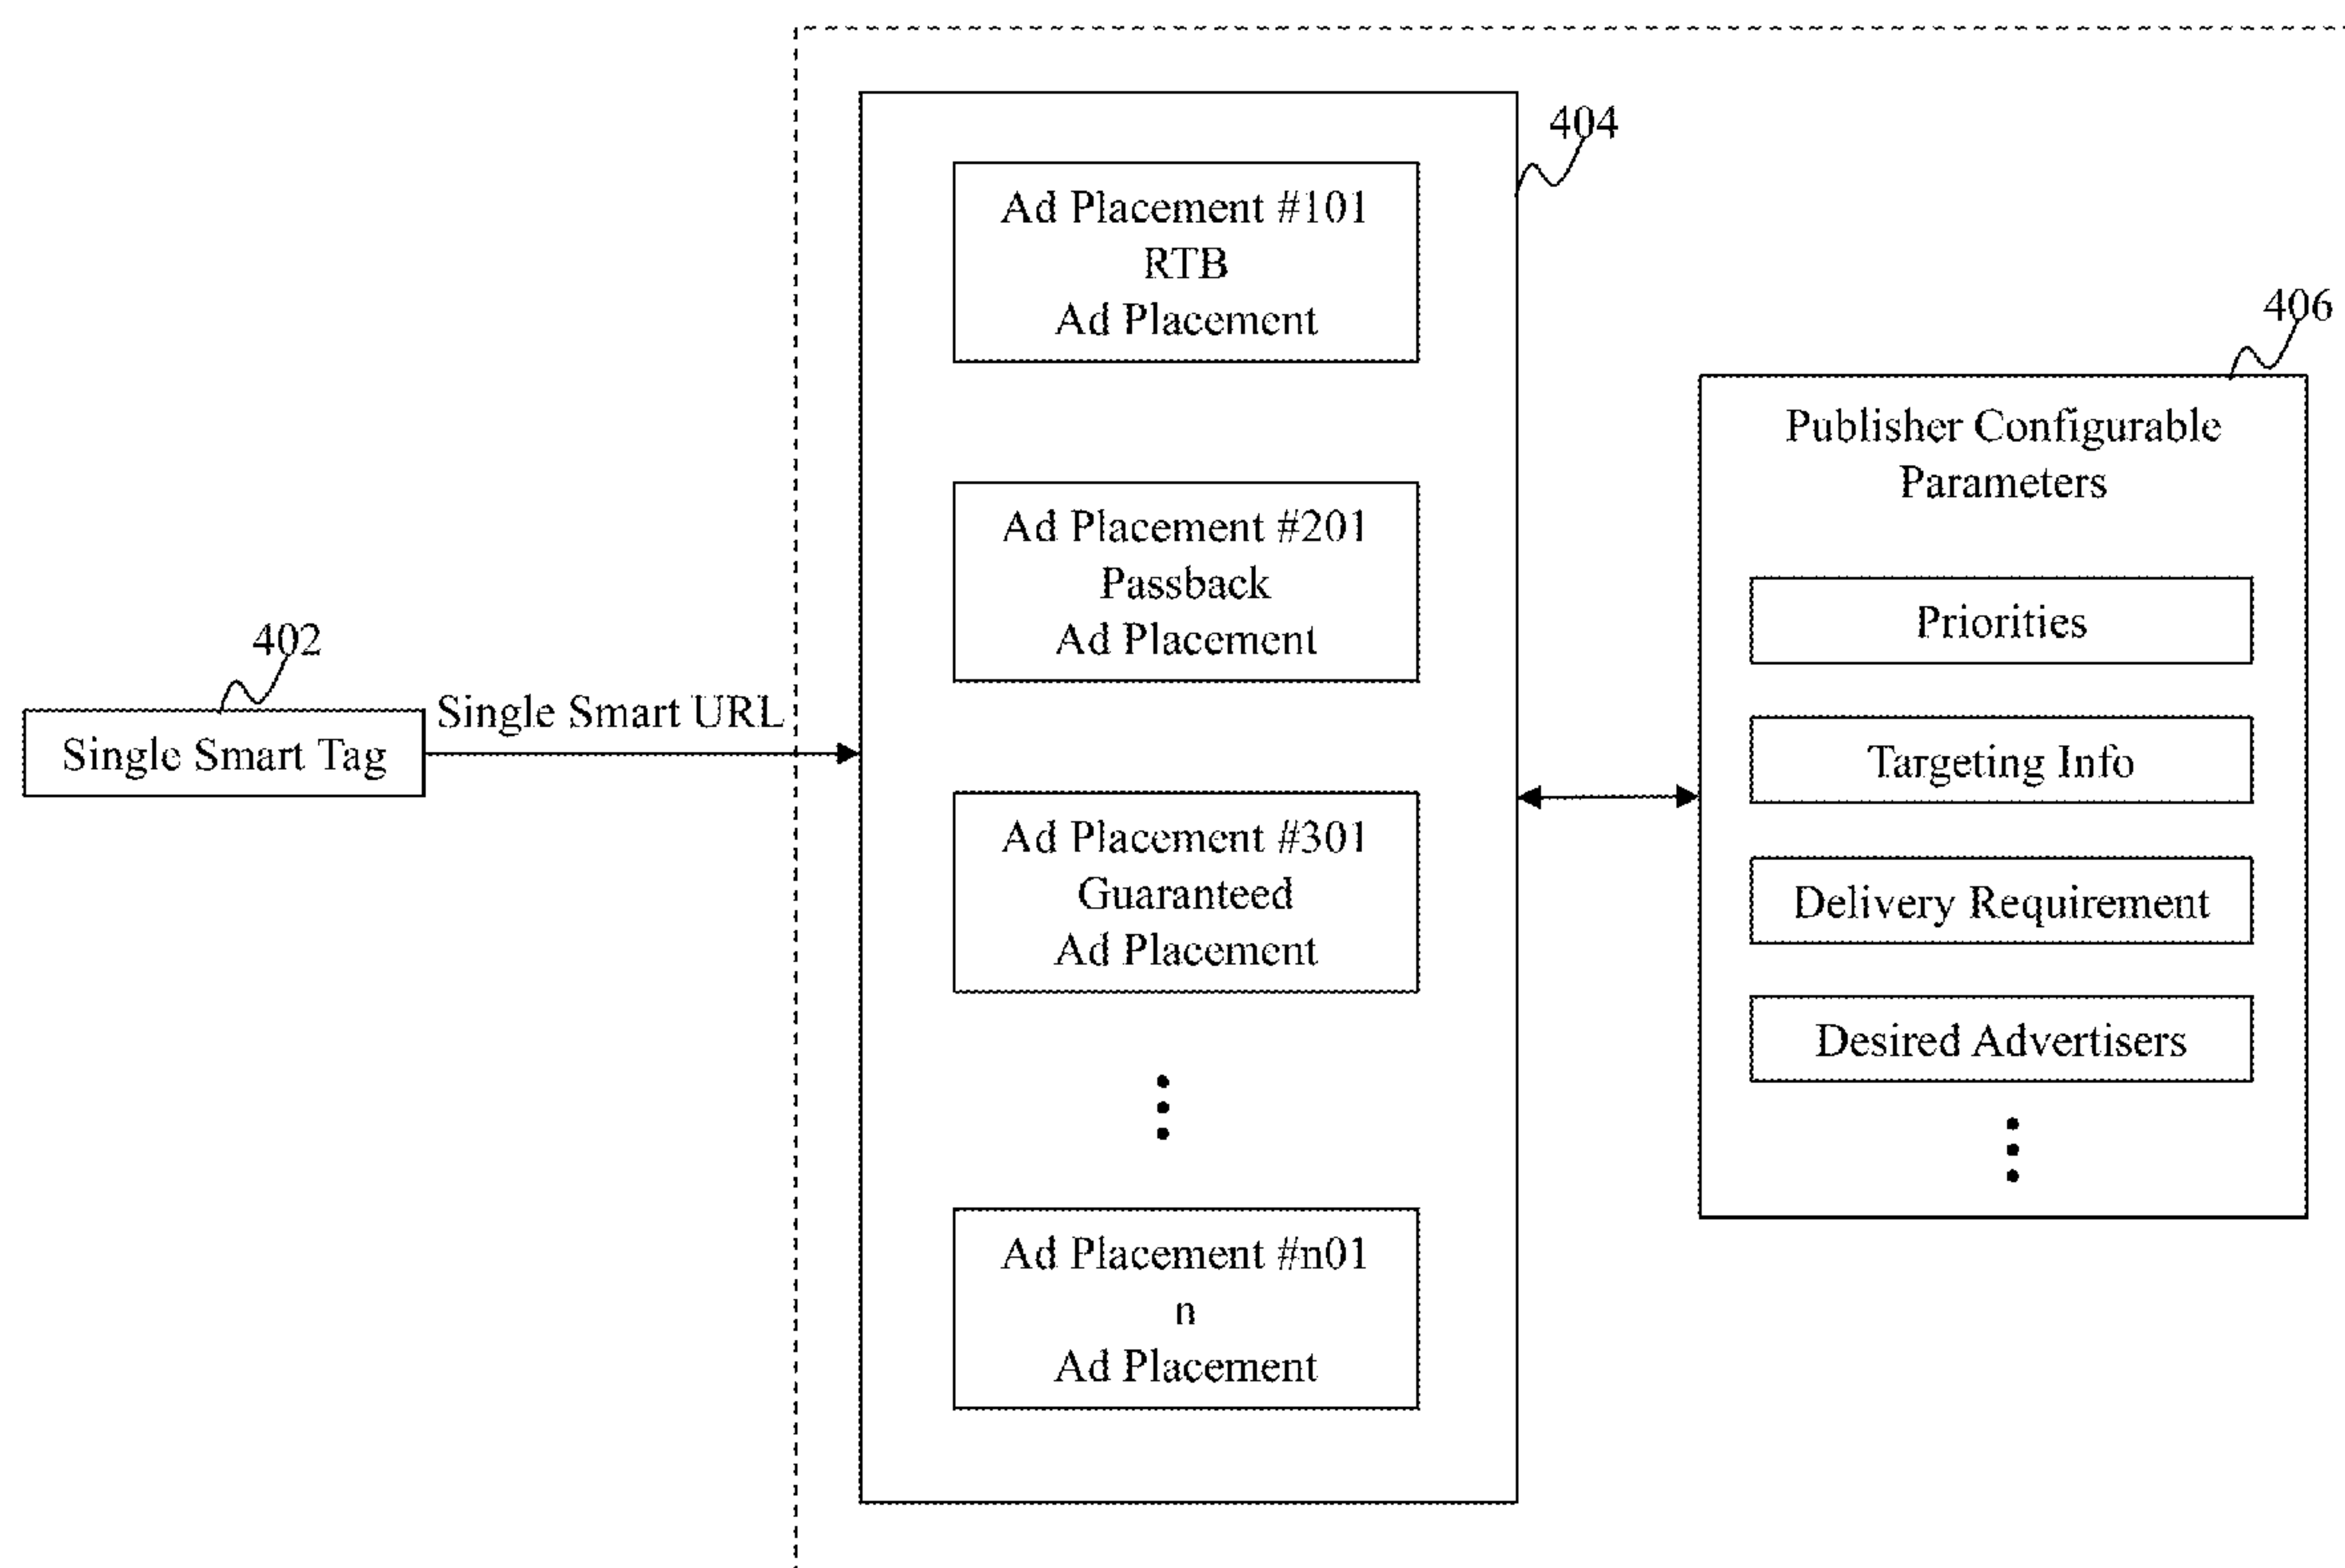 402
Single Smart Tag
Single Smart URL
404
Ad Placement #101
RTB
Ad Placement
Ad Placement #201
Passback
Ad Placement
Ad Placement #301
Guaranteed
Ad Placement
Ad Placement #n01
n
Ad Placement
406
Publisher Configurable
Parameters
Priorities
Targeting Info
Delivery Requirement
Desired Advertisers